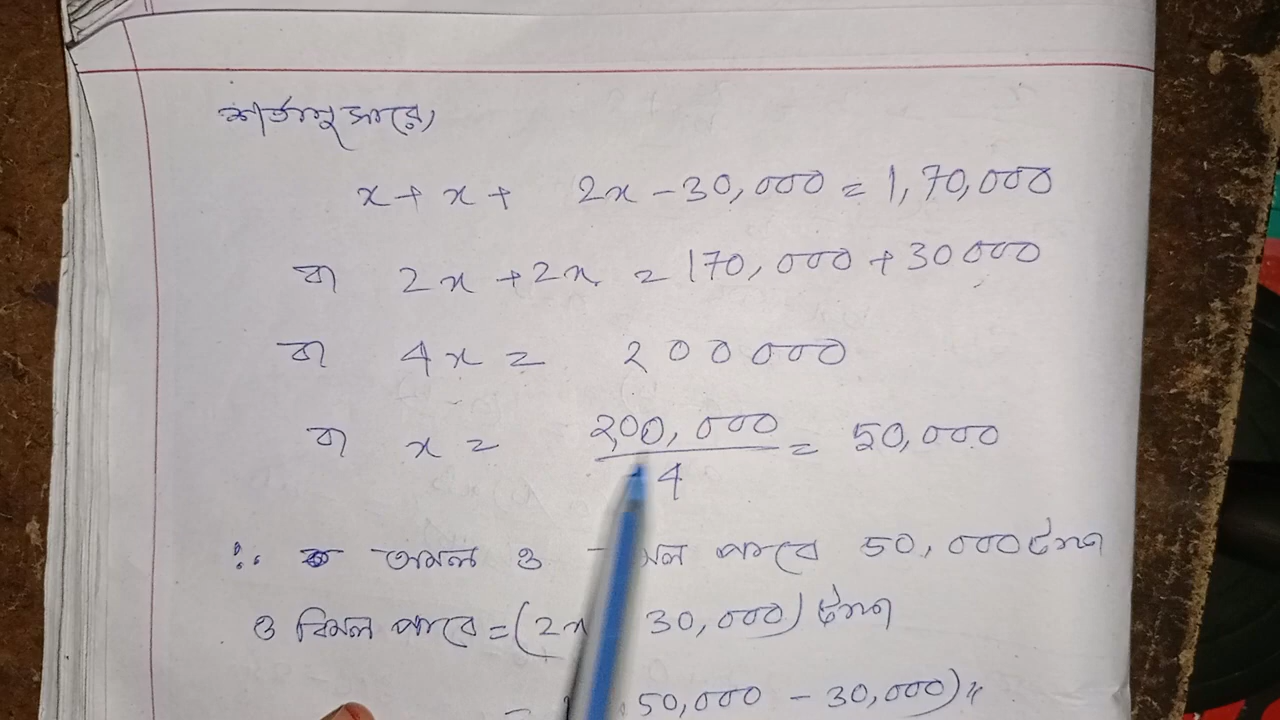 শর্তানুসারে,
x + x + 2x - 30,000 = 1,70,000
বা 2x + 2x = 170,000 + 30000
বা 4x = 200000
বা x = 200,000 / 4 = 50,000
∴ অমল ও মল পাবে 50,000 টাকা
ও বিমল পাবে = (2x 30,000) টাকা
= 50,000 - 30,000)